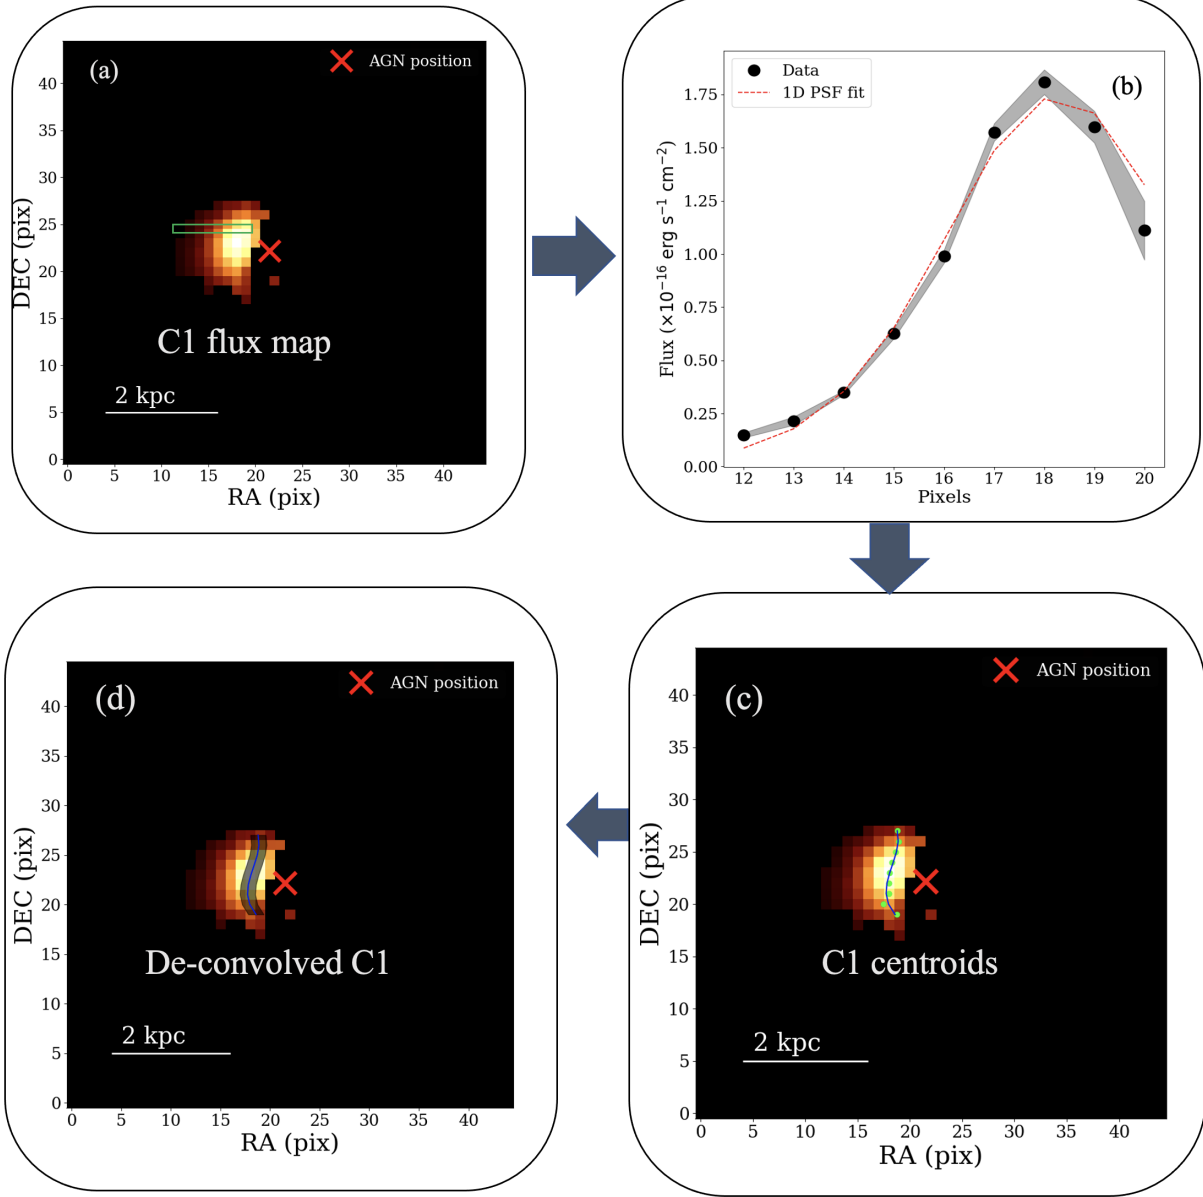 (a)
AGN position
40
35
30
25
20
15
10
5
0
DEC (pix)
C1 flux map
2 kpc
0 5 10 15 20 25 30 35 40
RA (pix)
(b)
Data
1D PSF fit
1.75
1.50
1.25
1.00
0.75
0.50
0.25
0.00
Flux (×10⁻¹⁶ erg s⁻¹ cm⁻²)
12 13 14 15 16 17 18 19 20
Pixels
(d)
AGN position
40
35
30
25
20
15
10
5
0
DEC (pix)
De-convolved C1
2 kpc
0 5 10 15 20 25 30 35 40
RA (pix)
(c)
AGN position
40
35
30
25
20
15
10
5
0
DEC (pix)
C1 centroids
2 kpc
0 5 10 15 20 25 30 35 40
RA (pix)